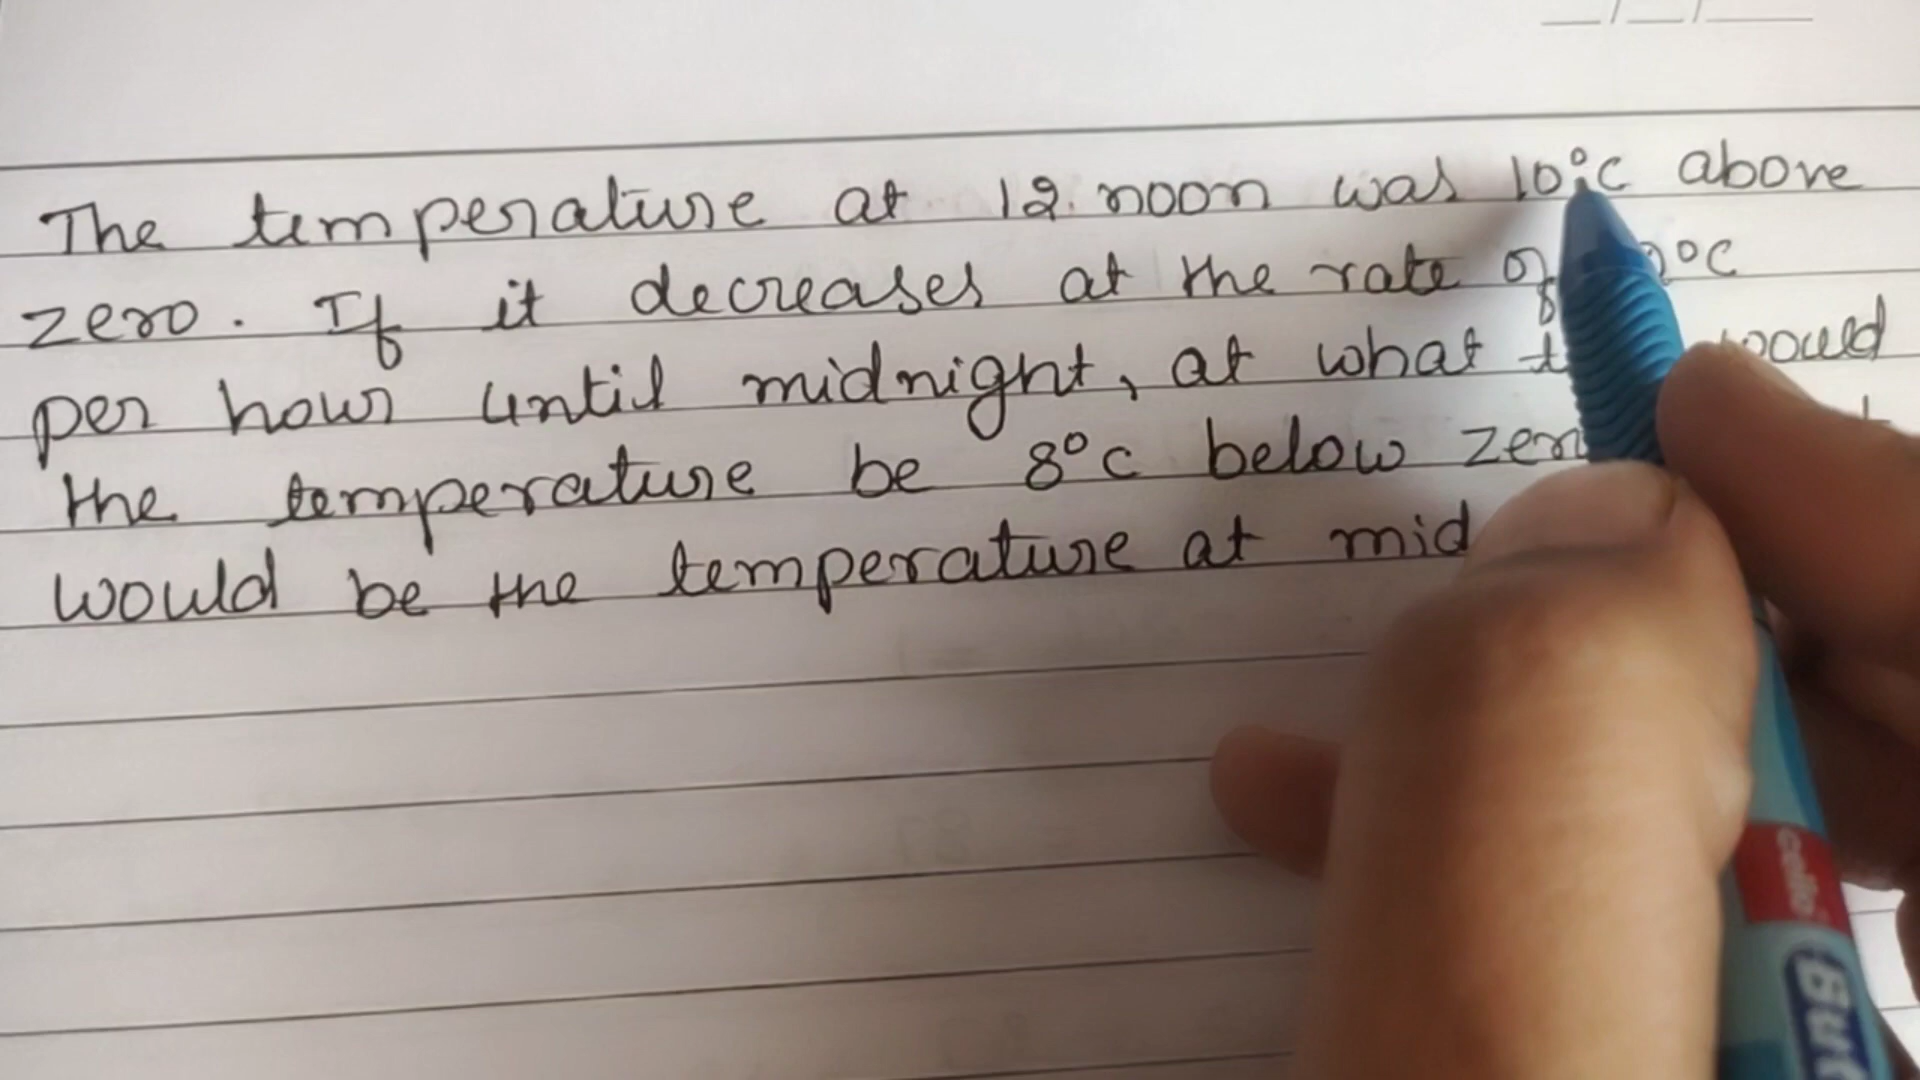 The temperature at 12 noon was 10°C above
zero. If it decreases at the rate of °C
per hour until midnight, at what would
the temperature be 8°C below
would be the temperature at mid